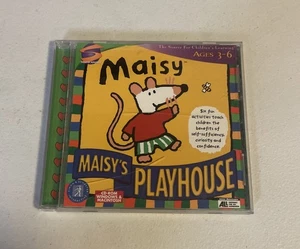 The Source For Children's Learning
Ages 3-6
Maisy
Six fun
activities teach
children the
benefits of
self-sufficiency,
curiosity and
confidence
MAISY'S PLAYHOUSE
CD-ROM
WINDOWS &
MACINTOSH